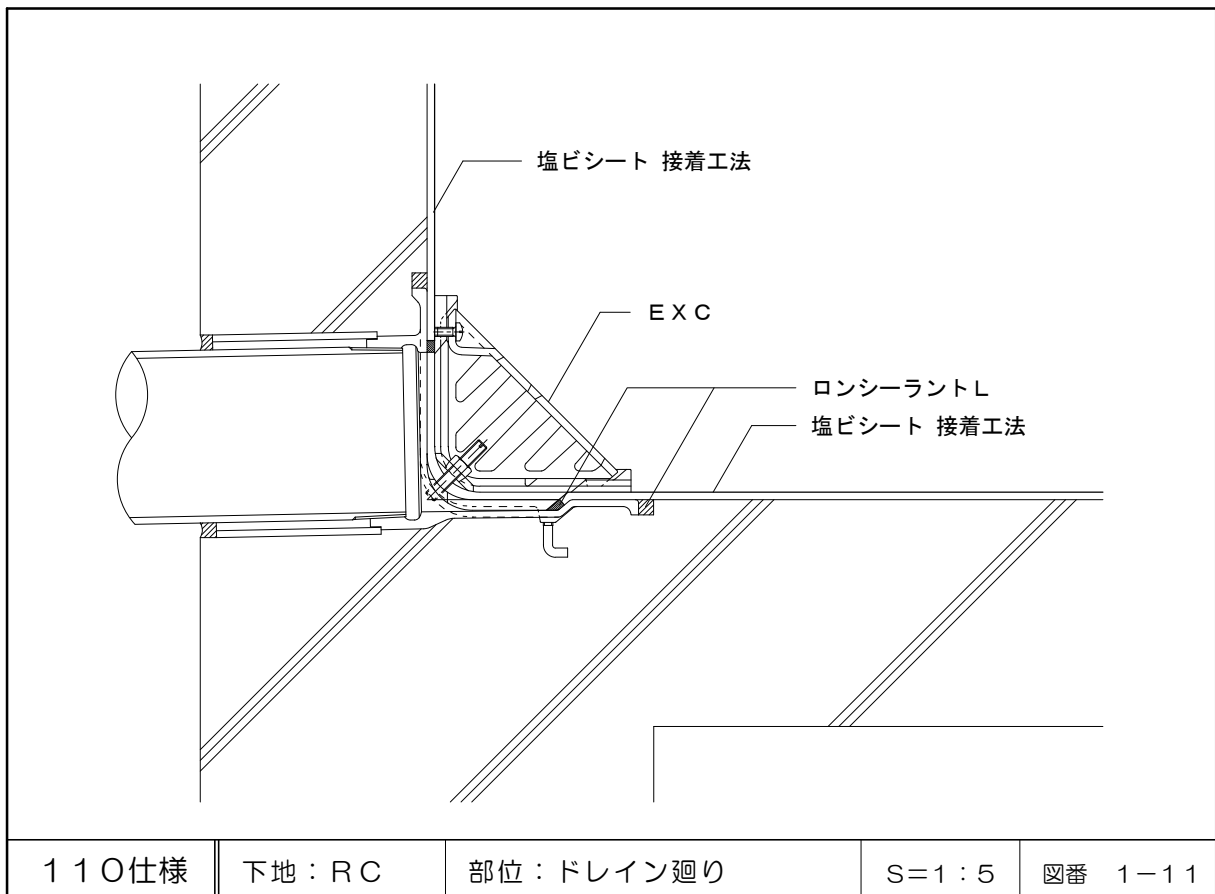 塩ビシート 接着工法
ＥＸＣ
ロンシーラントＬ
塩ビシート 接着工法
１１０仕様
下地：ＲＣ
部位：ドレイン廻り
Ｓ＝１：５
図番 １－１１